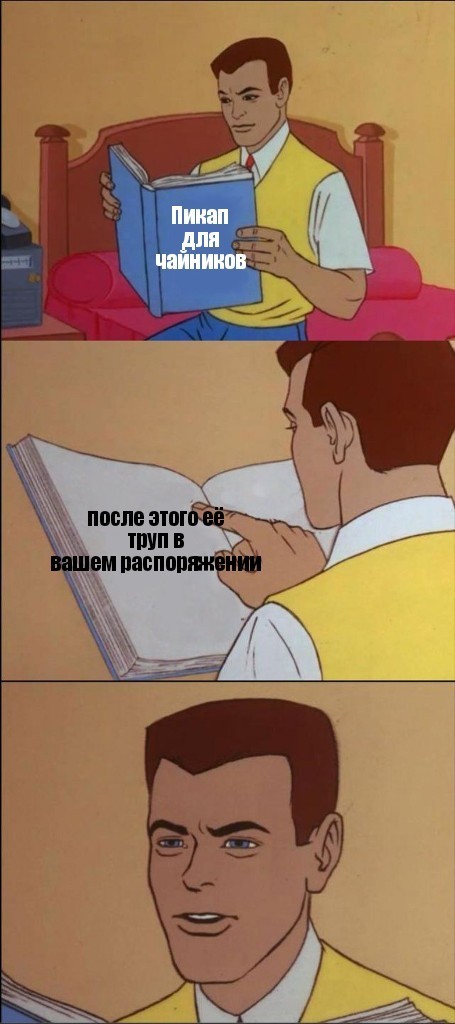 Пикап
для
чайников
после этого её
труп в
вашем распоряжении